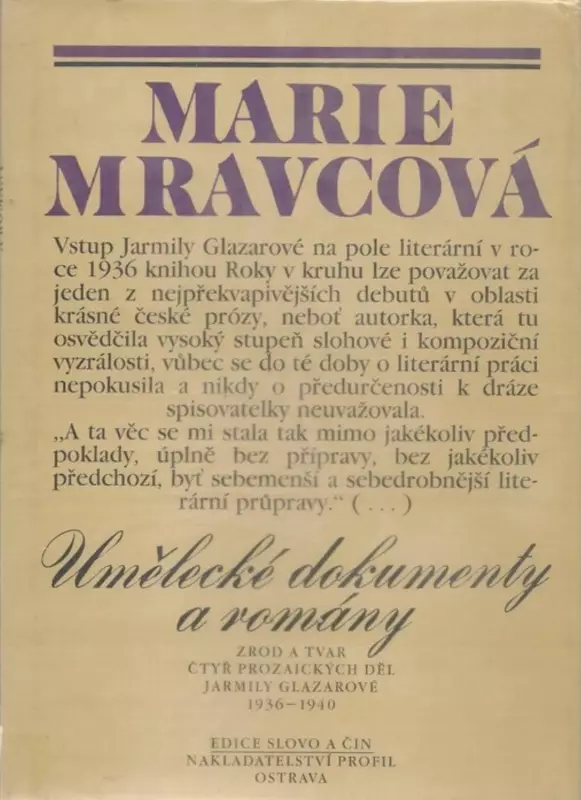 MARIE
MRAVCOVÁ
Vstup Jarmily Glazarové na pole literární v ro-
ce 1936 knihou Roky v kruhu lze považovat za
jeden z nejpřekvapivějších debutů v oblasti
krásné české prózy, neboť autorka, která tu
osvědčila vysoký stupeň slohové i kompoziční
vyzrálosti, vůbec se do té doby o literární práci
nepokusila a nikdy o předurčenosti k dráze
spisovatelky neuvažovala.
„A ta věc se mi stala tak mimo jakékoliv před-
poklady, úplně bez přípravy, bez jakékoliv
předchozí, byť sebemenší a sebedrobnější lite-
rární průpravy.“ (...)
Umělecké dokumenty
a romány
ZROD A TVAR
ČTYŘ PROZAICKÝCH DĚL
JARMILY GLAZAROVÉ
1936–1940
EDICE SLOVO A ČIN
NAKLADATELSTVÍ PROFIL
OSTRAVA